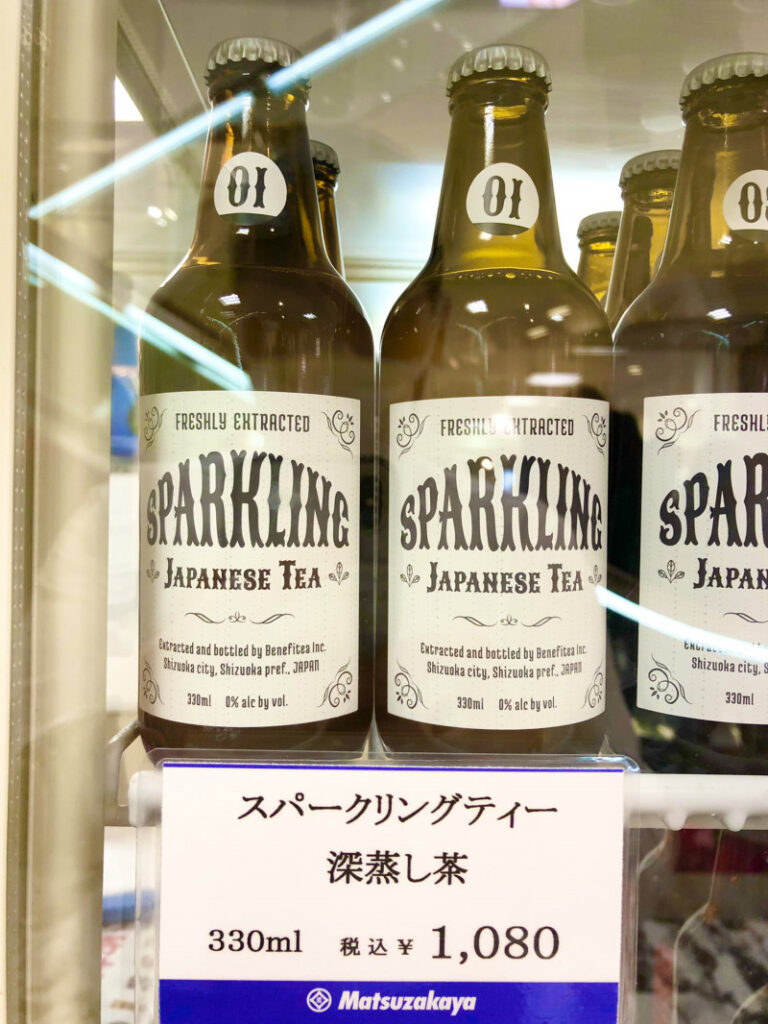 01
FRESHLY EXTRACTED
SPARKLING
JAPANESE TEA
Extracted and bottled by Benefitea Inc.
Shizuoka city, Shizuoka pref., JAPAN
330ml 0% alc by vol.
01
FRESHLY EXTRACTED
SPARKLING
JAPANESE TEA
Extracted and bottled by Benefitea Inc.
Shizuoka city, Shizuoka pref., JAPAN
330ml 0% alc by vol.
330ml
スパークリングティー
深蒸し茶
330ml 税込¥1,080
Matsuzakaya